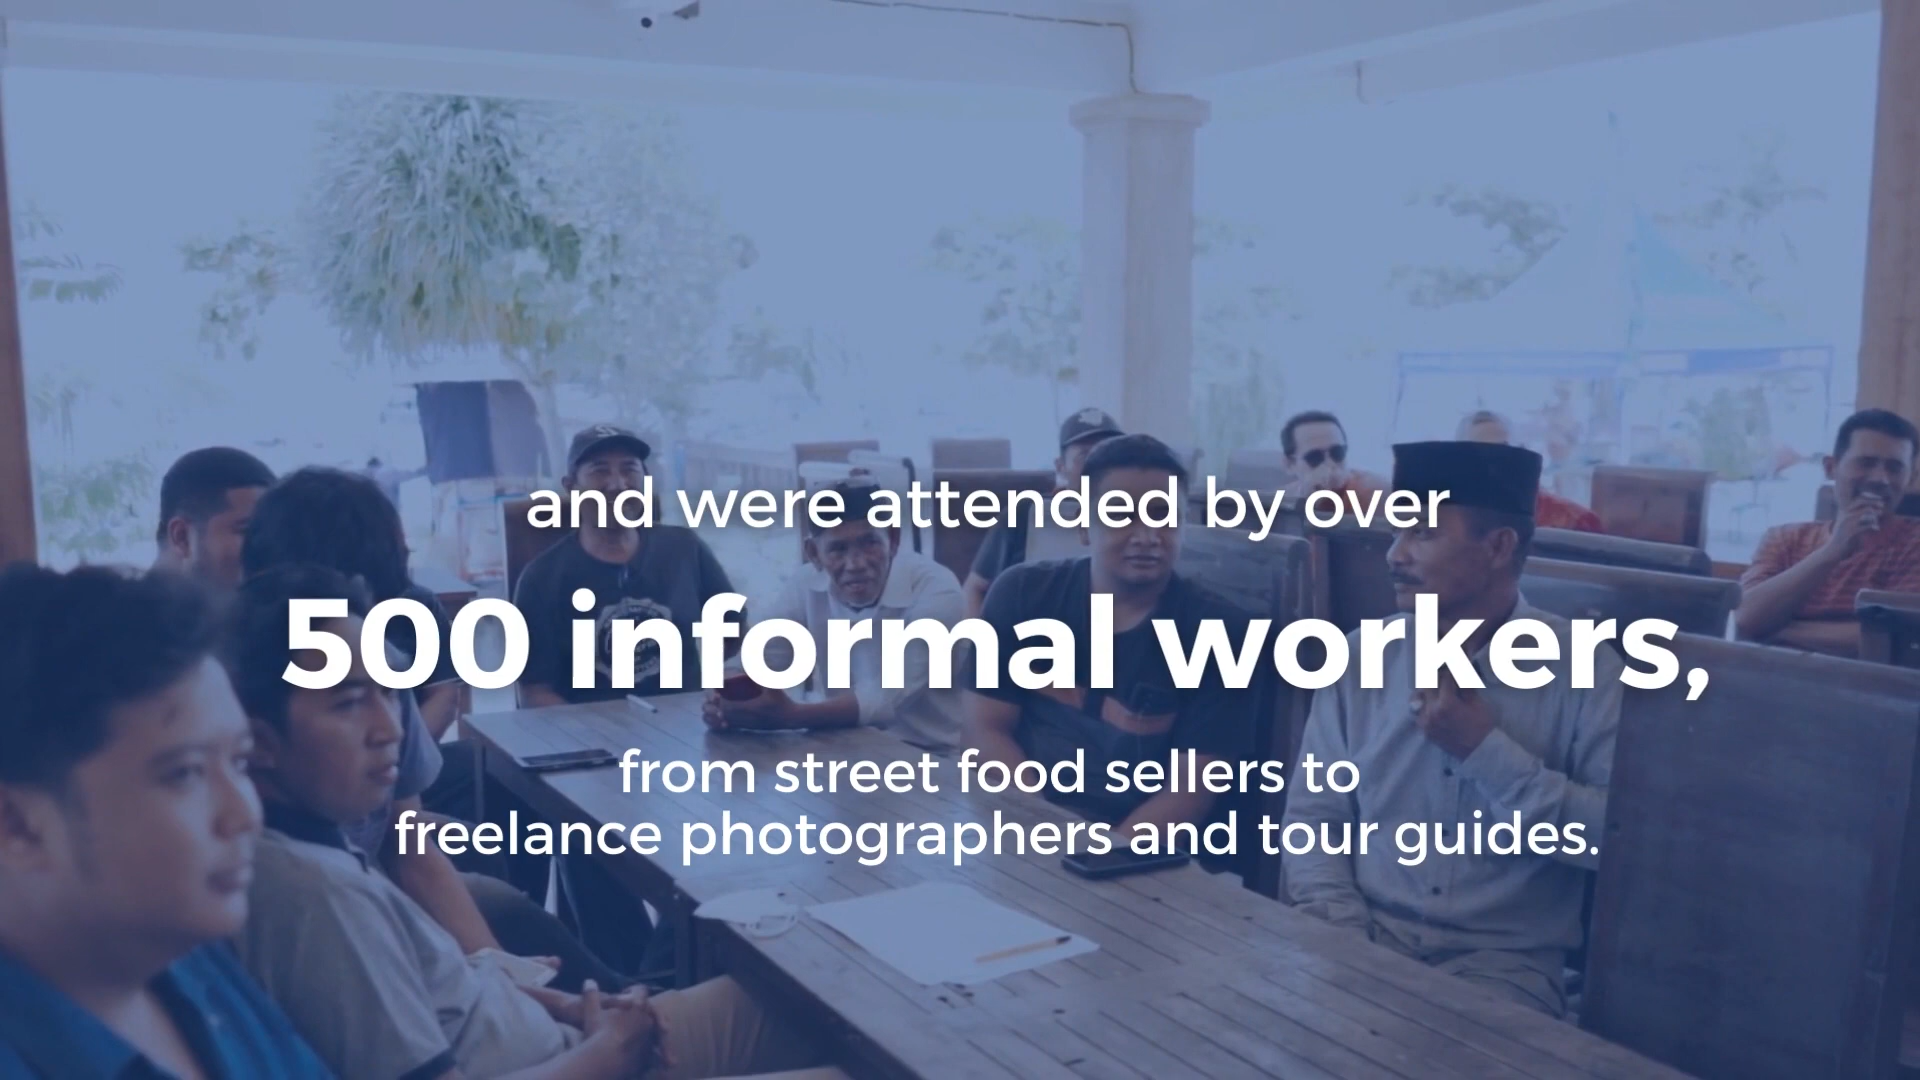 and were attended by over
500 informal workers,
from street food sellers to
freelance photographers and tour guides.